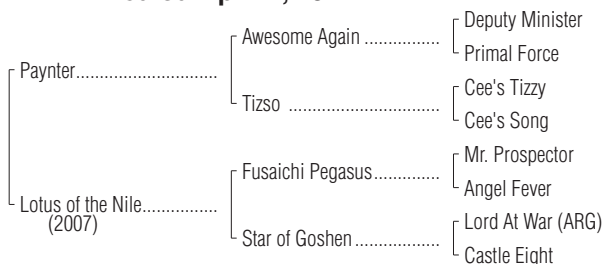 Deputy Minister
Awesome Again ................
Primal Force
Paynter..............................
Cee's Tizzy
Tizso ................................
Cee's Song
Mr. Prospector
Fusaichi Pegasus..............
Angel Fever
Lotus of the Nile................
(2007)
Lord At War (ARG)
Star of Goshen ..................
Castle Eight